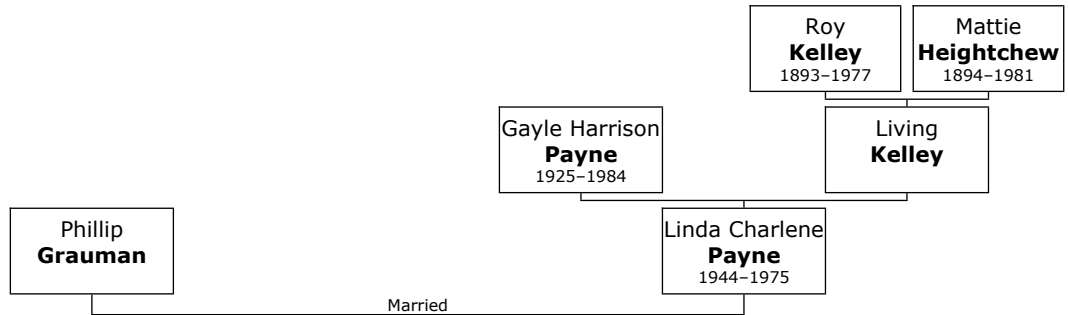 Roy
Kelley
1893–1977
Mattie
Heightchew
1894–1981
Gayle Harrison
Payne
1925–1984
Living
Kelley
Phillip
Grauman
Linda Charlene
Payne
1944–1975
Married